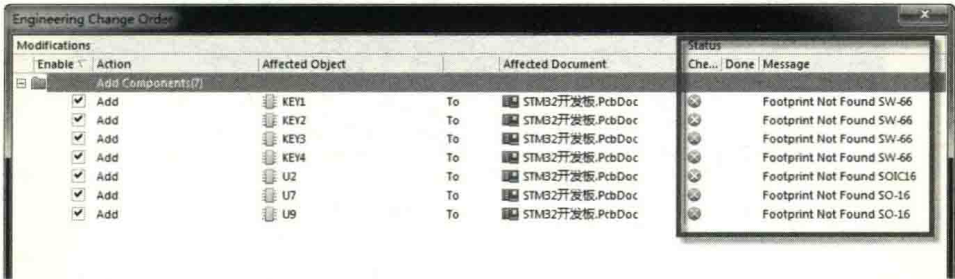 Engineering Change Order
Modifications Status
Enable Action Affected Object Affected Document Che... Done Message
Add Components(7)
Add KEY1 To STM32开发板.PcbDoc Footprint Not Found SW-66
Add KEY2 To STM32开发板.PcbDoc Footprint Not Found SW-66
Add KEY3 To STM32开发板.PcbDoc Footprint Not Found SW-66
Add KEY4 To STM32开发板.PcbDoc Footprint Not Found SW-66
Add U2 To STM32开发板.PcbDoc Footprint Not Found SOIC16
Add U7 To STM32开发板.PcbDoc Footprint Not Found SO-16
Add U9 To STM32开发板.PcbDoc Footprint Not Found SO-16